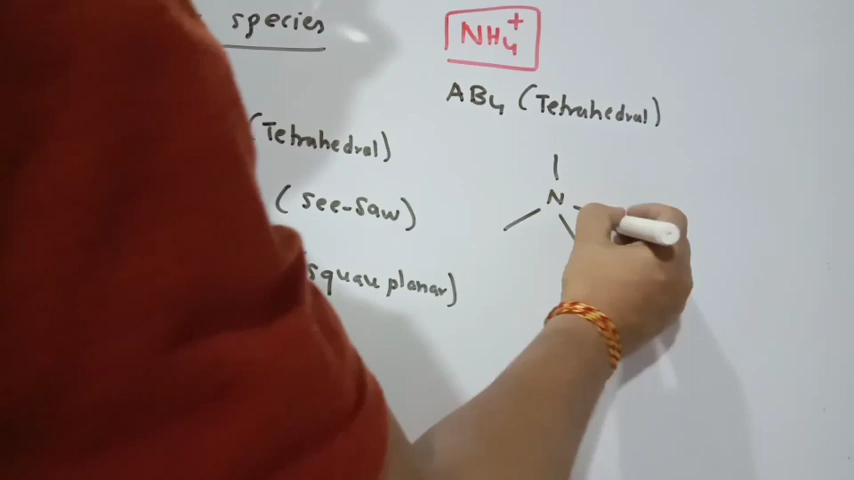 species
(Tetrahedral)
(see-saw)
squau planar)
NH4+
AB4 (Tetrahedral)
N